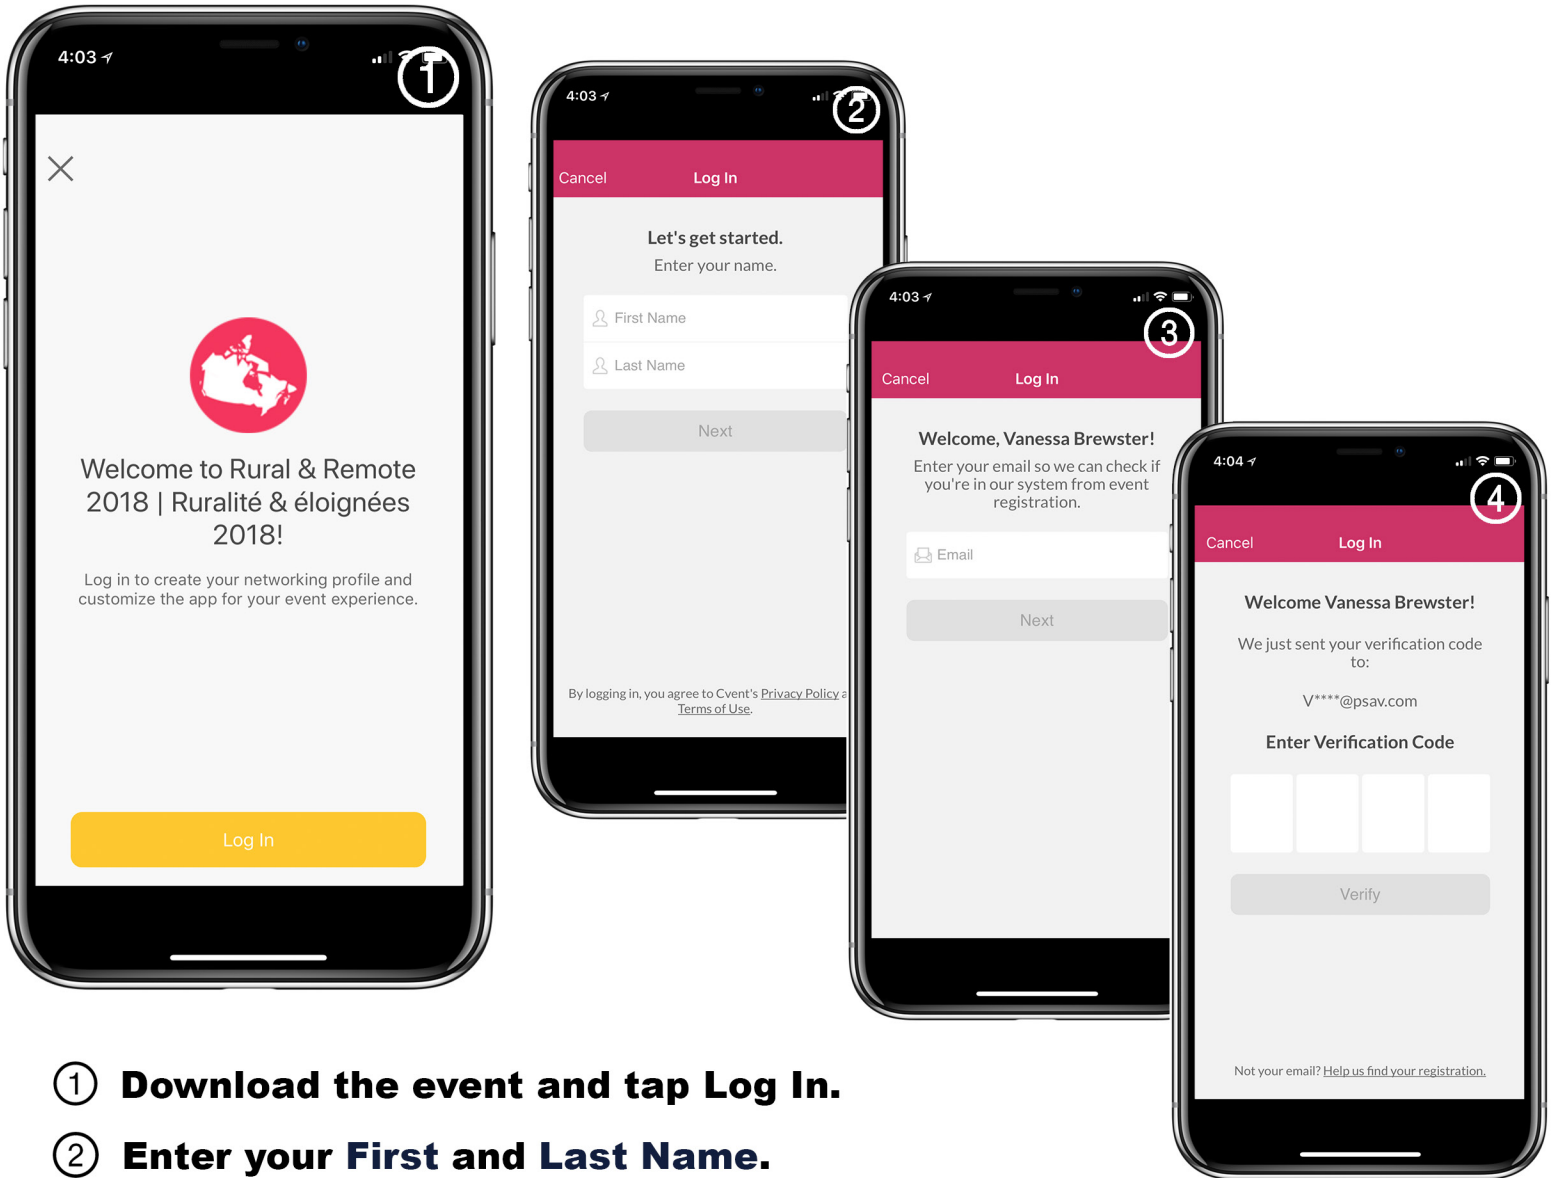 4:03
1
Welcome to Rural & Remote
2018 | Ruralité & éloignées
2018!
Log in to create your networking profile and
customize the app for your event experience.
Log In
4:03
2
Cancel
Log In
Let's get started.
Enter your name.
First Name
Last Name
Next
By logging in, you agree to Cvent's Privacy Policy a
Terms of Use.
4:03
3
Cancel
Log In
Welcome, Vanessa Brewster!
Enter your email so we can check if
you're in our system from event
registration.
Email
Next
4:04
4
Cancel
Log In
Welcome Vanessa Brewster!
We just sent your verification code
to:
V****@psav.com
Enter Verification Code
Verify
Not your email? Help us find your registration.
1 Download the event and tap Log In.
2 Enter your First and Last Name.